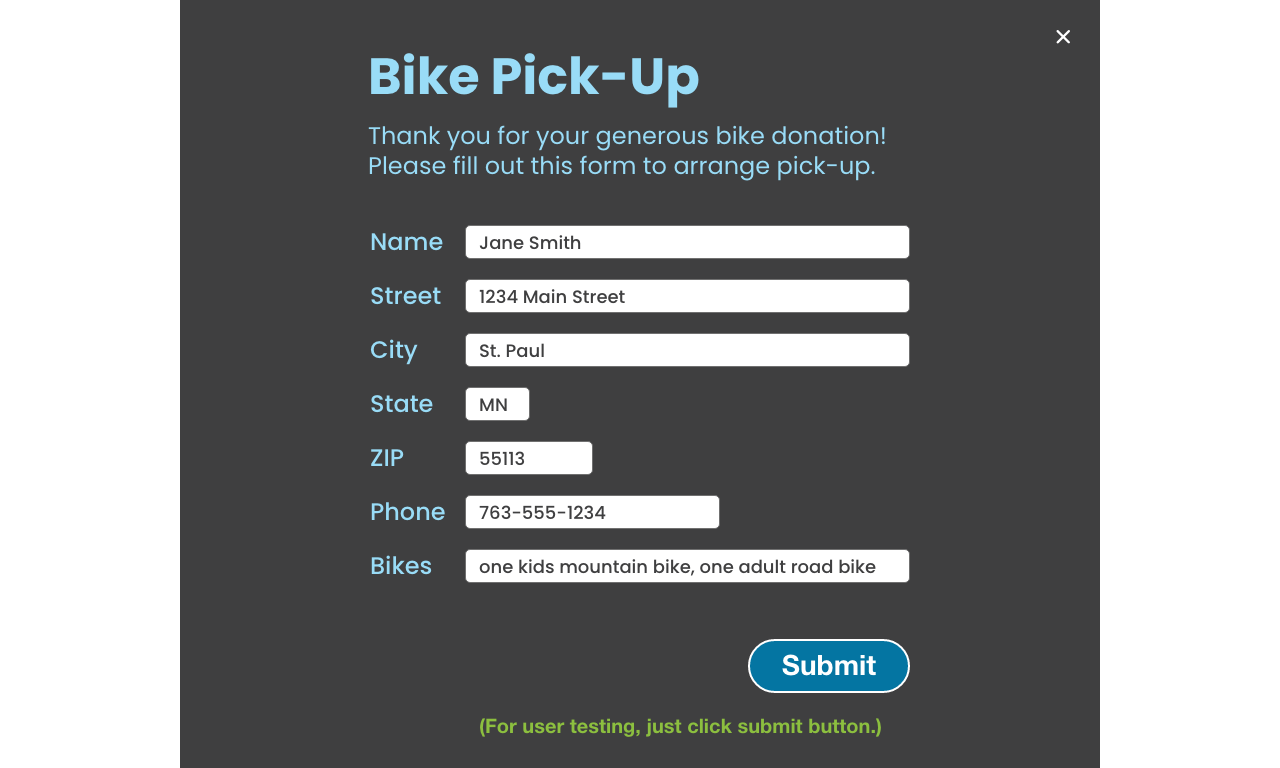 ×
Bike Pick-Up
Thank you for your generous bike donation!
Please fill out this form to arrange pick-up.
Name Jane Smith
Street 1234 Main Street
City St. Paul
State MN
ZIP 55113
Phone 763-555-1234
Bikes one kids mountain bike, one adult road bike
Submit
(For user testing, just click submit button.)